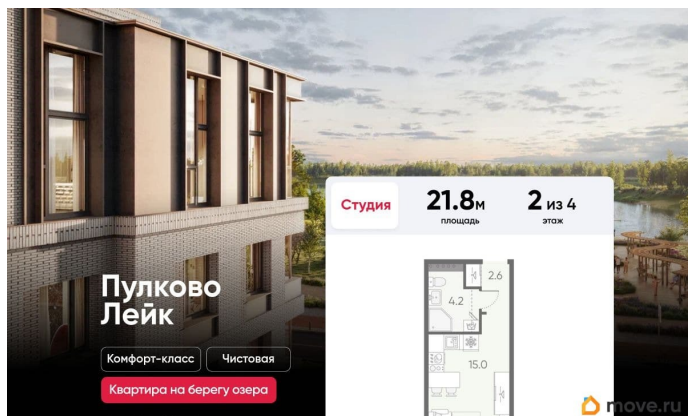 Студия
21.8м
площадь
2 из 4
этаж
2.6
4.2
15.0
Пулково
Лейк
Комфорт-класс
Чистовая
Квартира на берегу озера
move.ru